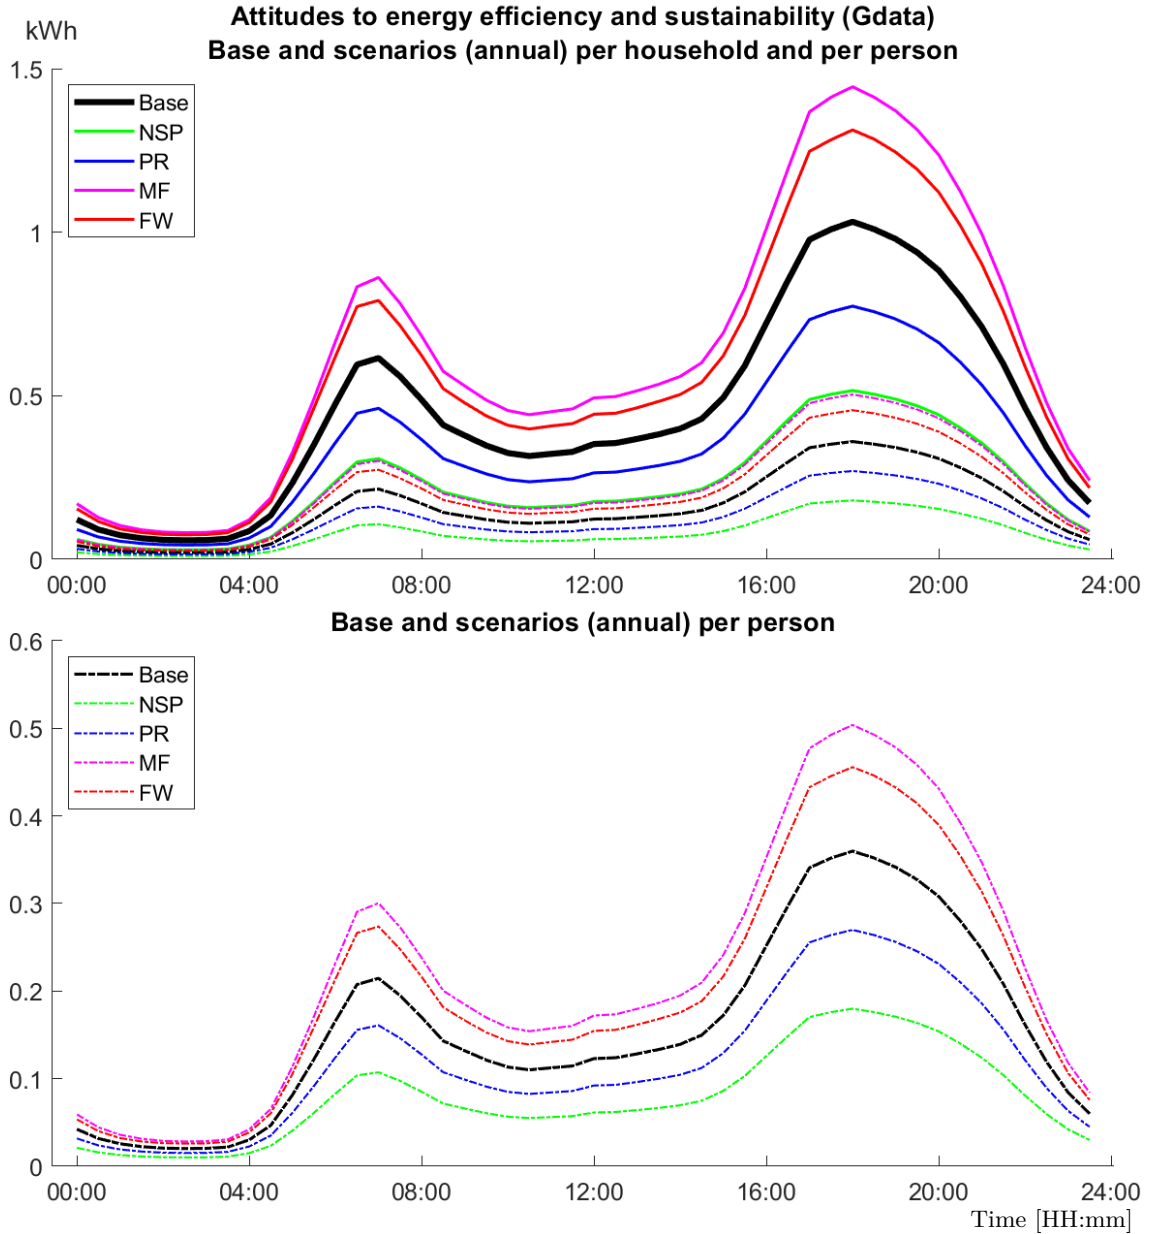 Attitudes to energy efficiency and sustainability (Gdata)
kWh
Base and scenarios (annual) per household and per person
1.5
Base
NSP
PR
MF
FW
1
0.5
0
00:00 04:00 08:00 12:00 16:00 20:00 24:00
Base and scenarios (annual) per person
0.6
Base
NSP
PR
MF
FW
0.5
0.4
0.3
0.2
0.1
0
00:00 04:00 08:00 12:00 16:00 20:00 24:00
Time [HH:mm]